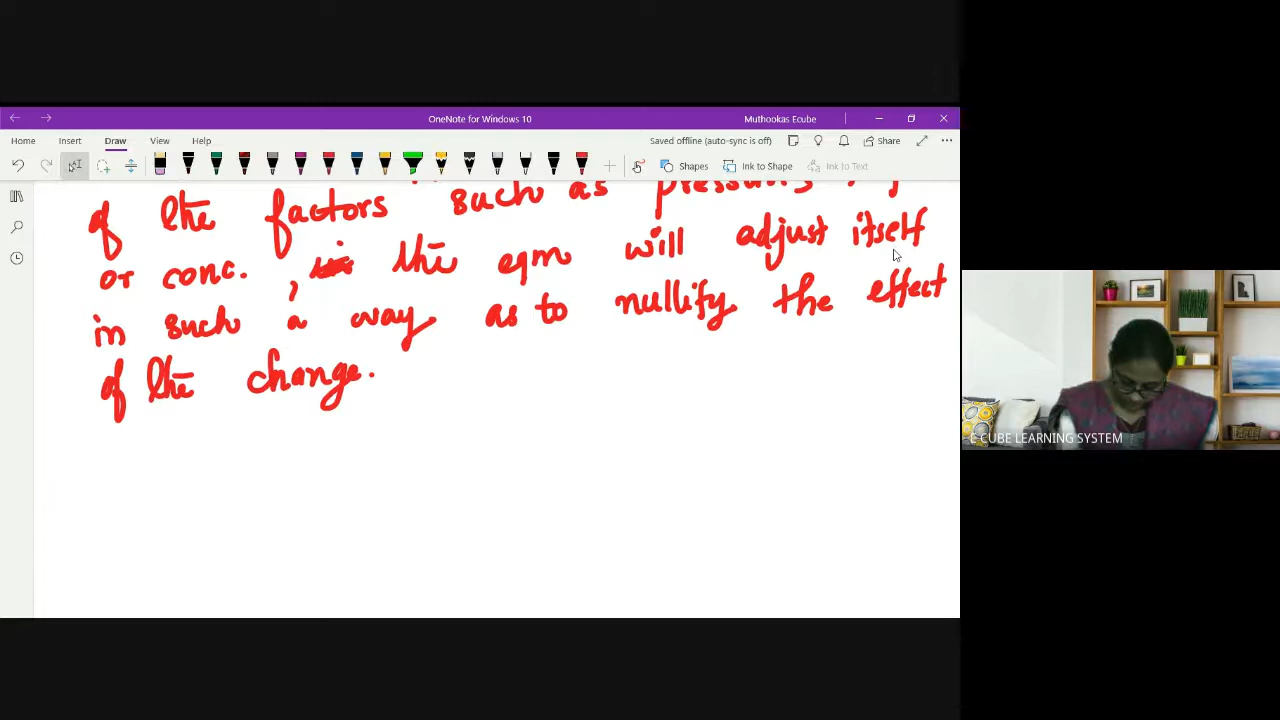 OneNote for Windows 10
Muthookas Ecube
Home Insert Draw View Help
Saved offline (auto-sync is off)
Share
Shapes
Ink to Shape
Ink to Text
of the factors such as pressure
or conc. , the eqm will adjust itself
in such a way as to nullify the effect
of the change.
E CUBE LEARNING SYSTEM